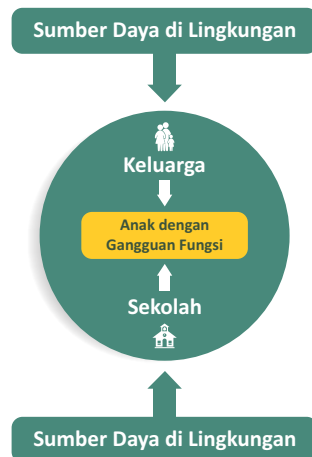 Sumber Daya di Lingkungan
Keluarga
Anak dengan
Gangguan Fungsi
Sekolah
Sumber Daya di Lingkungan